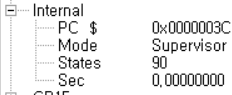 Internal
PC $ 0x0000003C
Mode Supervisor
States 90
Sec 0,00000000